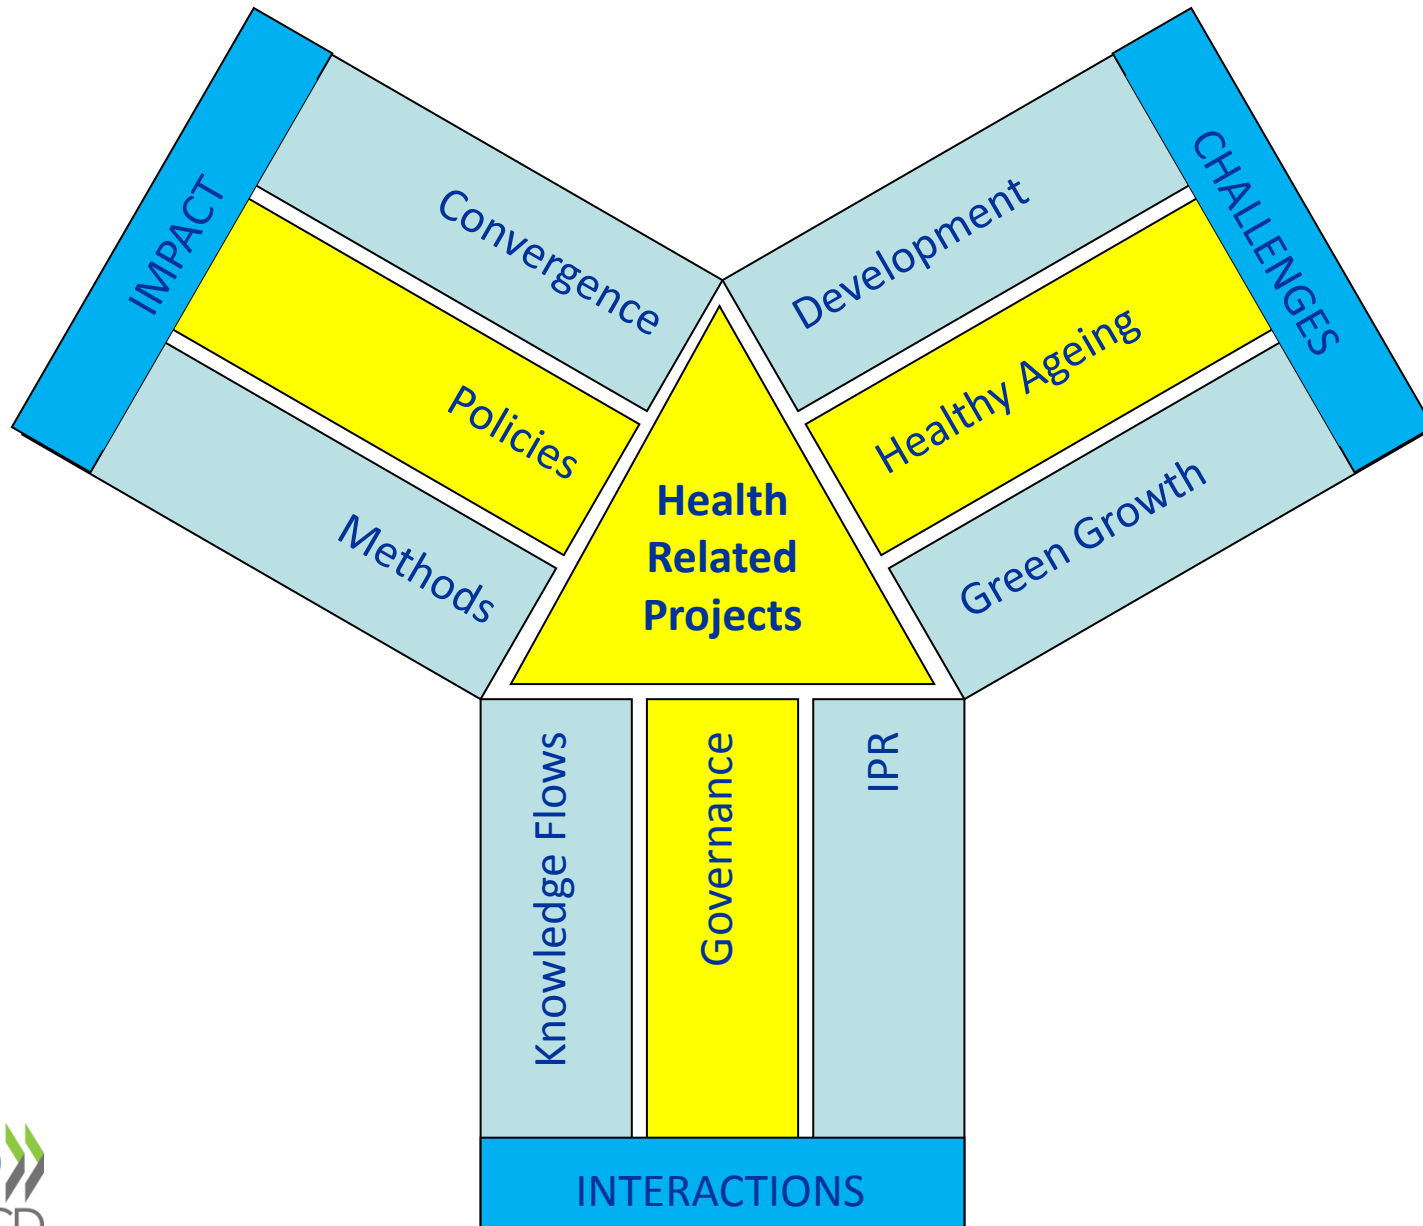 IMPACT
Convergence
Policies
Methods
CHALLENGES
Development
Healthy Ageing
Green Growth
Health
Related
Projects
Knowledge Flows
Governance
IPR
INTERACTIONS